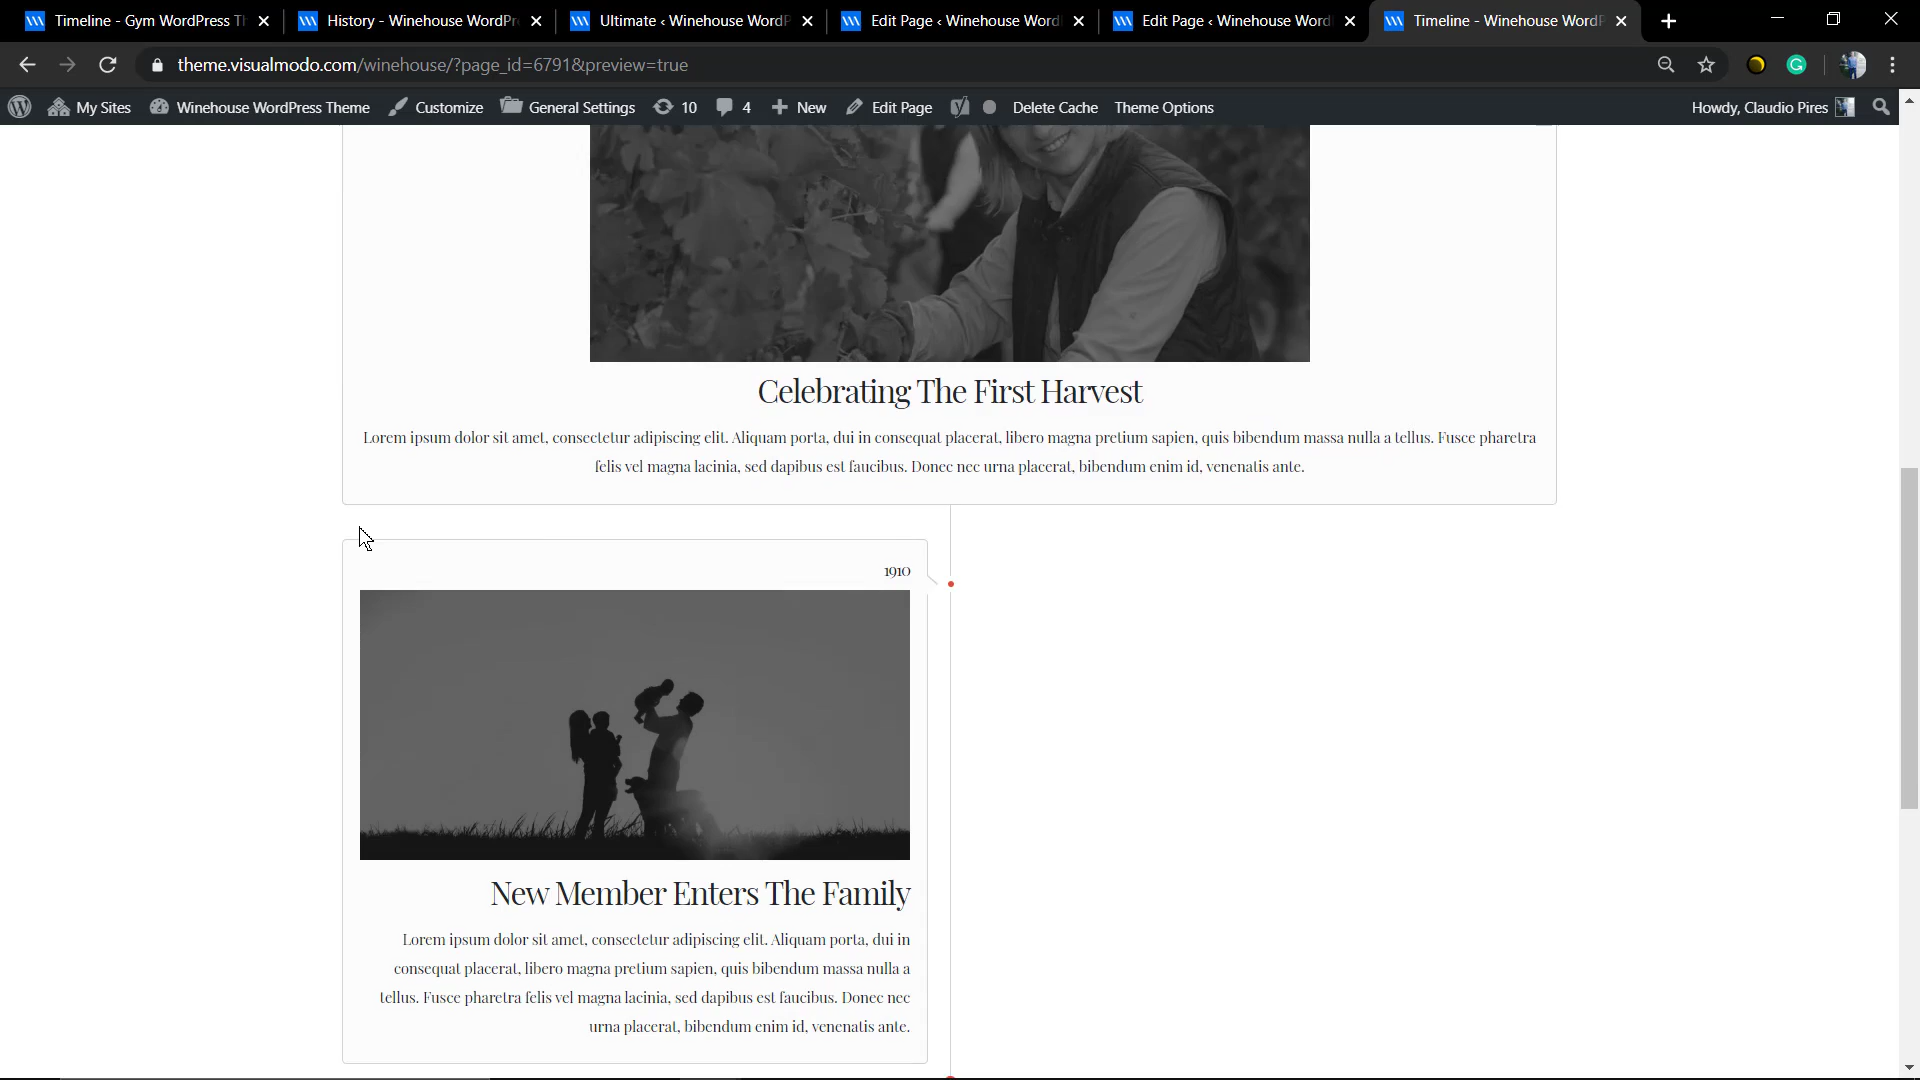 Timeline - Gym WordPress Th
History - Winehouse WordPre
Ultimate ‹ Winehouse WordP
Edit Page ‹ Winehouse Word
Edit Page ‹ Winehouse Word
Timeline - Winehouse WordP
theme.visualmodo.com/winehouse/?page_id=6791&preview=true
My Sites
Winehouse WordPress Theme
Customize
General Settings
10
4
New
Edit Page
Delete Cache
Theme Options
Howdy, Claudio Pires
Celebrating The First Harvest
Lorem ipsum dolor sit amet, consectetur adipiscing elit. Aliquam porta, dui in consequat placerat, libero magna pretium sapien, quis bibendum massa nulla a tellus. Fusce pharetra
felis vel magna lacinia, sed dapibus est faucibus. Donec nec urna placerat, bibendum enim id, venenatis ante.
1910
New Member Enters The Family
Lorem ipsum dolor sit amet, consectetur adipiscing elit. Aliquam porta, dui in
consequat placerat, libero magna pretium sapien, quis bibendum massa nulla a
tellus. Fusce pharetra felis vel magna lacinia, sed dapibus est faucibus. Donec nec
urna placerat, bibendum enim id, venenatis ante.